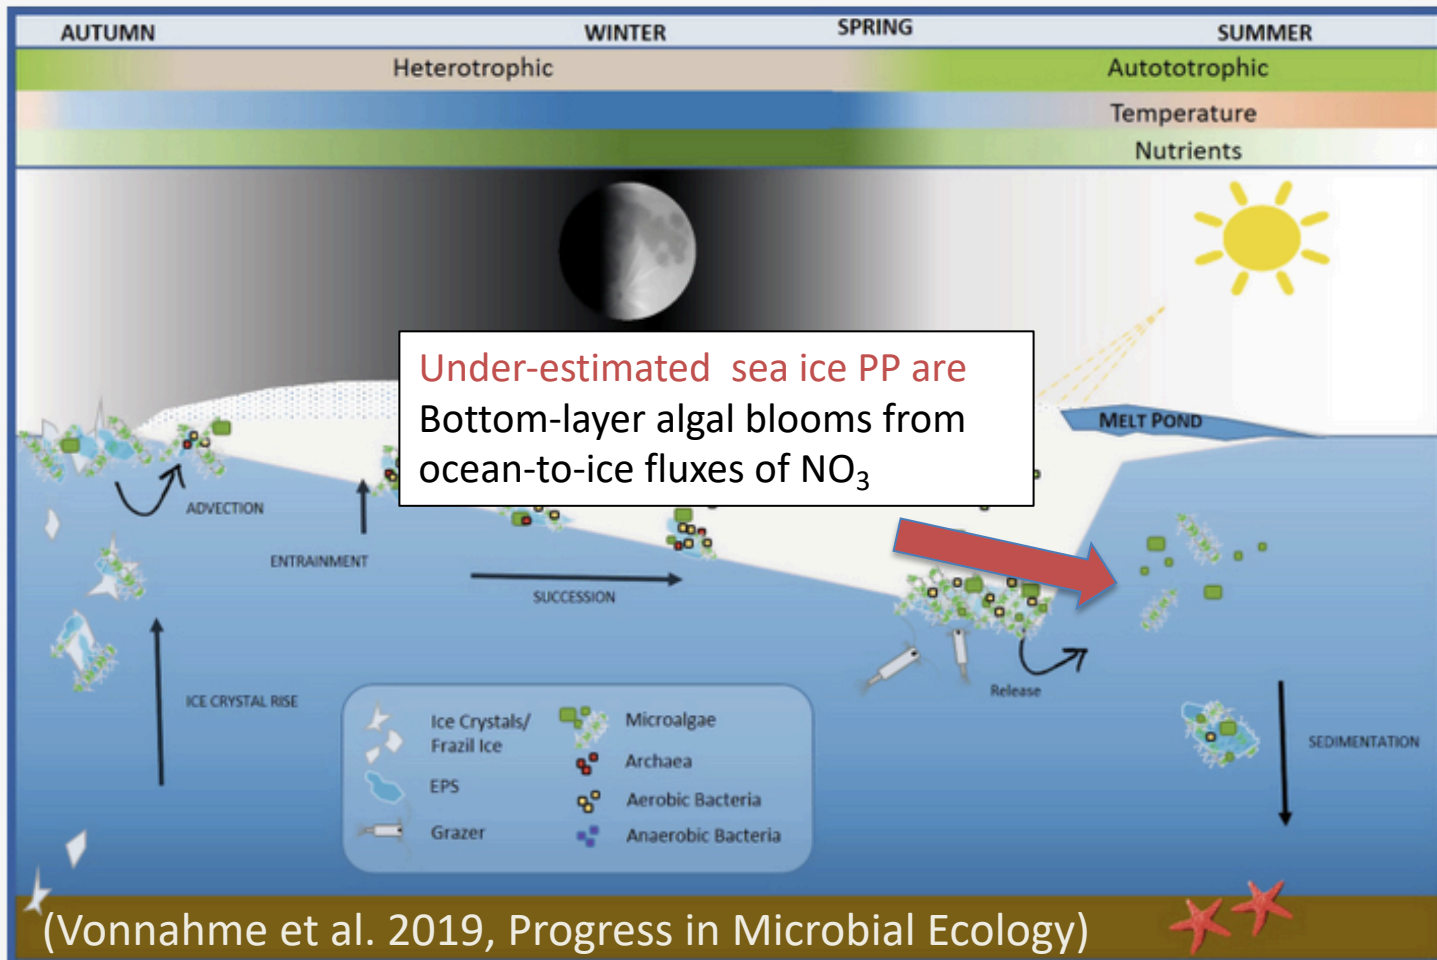 AUTUMN
WINTER
SPRING
SUMMER
Heterotrophic
Autototrophic
Temperature
Nutrients
Under-estimated sea ice PP are
Bottom-layer algal blooms from
ocean-to-ice fluxes of NO₃
MELT POND
ADVECTION
ENTRAINMENT
SUCCESSION
ICE CRYSTAL RISE
Release
SEDIMENTATION
Ice Crystals/
Frazil Ice
EPS
Grazer
Microalgae
Archaea
Aerobic Bacteria
Anaerobic Bacteria
(Vonnahme et al. 2019, Progress in Microbial Ecology)